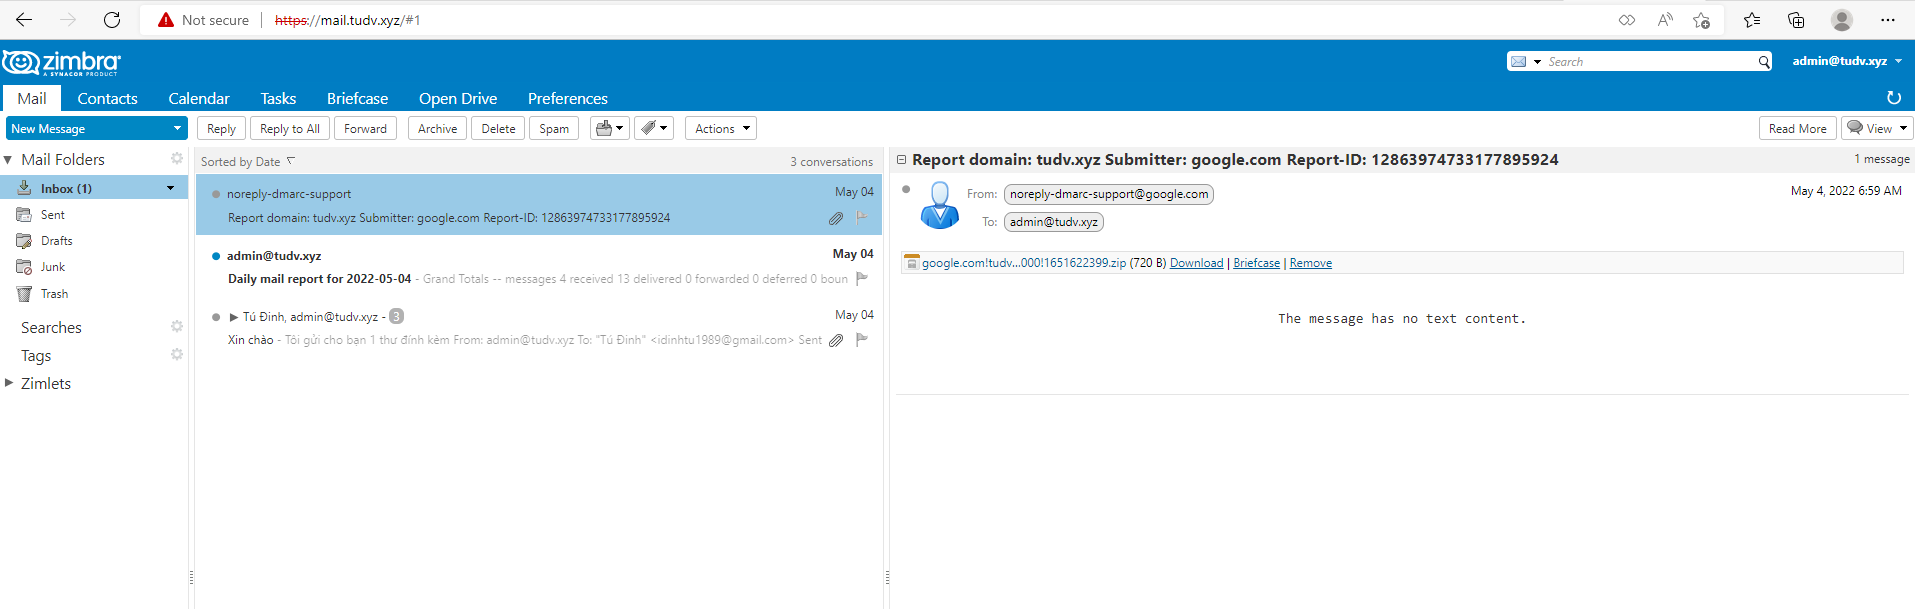 Not secure | https://mail.tudv.xyz/#1
zimbra
A SYNACOR PRODUCT
Search
admin@tudv.xyz
Mail Contacts Calendar Tasks Briefcase Open Drive Preferences
New Message Reply Reply to All Forward Archive Delete Spam Actions Read More View
Mail Folders
Inbox (1)
Sent
Drafts
Junk
Trash
Searches
Tags
Zimlets
Sorted by Date 3 conversations
noreply-dmarc-support May 04
Report domain: tudv.xyz Submitter: google.com Report-ID: 12863974733177895924
admin@tudv.xyz May 04
Daily mail report for 2022-05-04 - Grand Totals -- messages 4 received 13 delivered 0 forwarded 0 deferred 0 boun
Tú Đinh, admin@tudv.xyz - 3 May 04
Xin chào - Tôi gửi cho bạn 1 thư đính kèm From: admin@tudv.xyz To: "Tú Đinh" <idinhtu1989@gmail.com> Sent
Report domain: tudv.xyz Submitter: google.com Report-ID: 12863974733177895924 1 message
From: noreply-dmarc-support@google.com May 4, 2022 6:59 AM
To: admin@tudv.xyz
google.com!tudv...000!1651622399.zip (720 B) Download | Briefcase | Remove
The message has no text content.